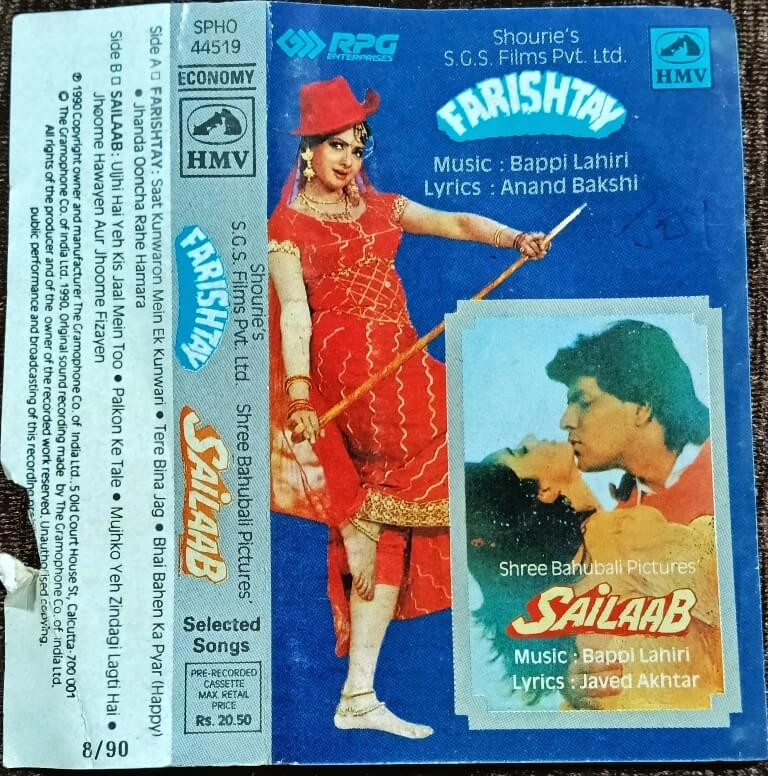 Side A □ FARISHTAY : Saat Kunwaron Mein Ek Kunwari • Tere Bina Jag • Bhai Bahen Ka Pyar (Happy)
• Jhanda Ooncha Rahe Hamara
Side B □ SAILAAB : Uljhi Hai Yeh Kis Jaal Mein Too • Palkon Ke Tale • Mujhko Yeh Zindagi Lagti Hai •
Jhoome Hawayen Aur Jhoome Fizayen
℗ 1990 Copyright owner and manufacturer The Gramophone Co. of India Ltd., 5 Old Court House St, Calcutta-700 001
© The Gramophone Co. of India Ltd. 1990. Original sound recording made by The Gramophone Co. of India Ltd.
All rights of the producer and of the owner of the recorded work reserved. Unauthorised copying,
public performance and broadcasting of this recording
8/90
SPHO
44519
ECONOMY
HMV
Shourie's
S.G.S. Films Pvt. Ltd.
FARISHTAY
Shree Bahubali Pictures'
SAILAAB
Selected
Songs
PRE-RECORDED
CASSETTE
MAX. RETAIL
PRICE
Rs. 20.50
RPG
ENTERPRISES
Shourie's
S.G.S. Films Pvt. Ltd.
HMV
FARISHTAY
Music : Bappi Lahiri
Lyrics : Anand Bakshi
Shree Bahubali Pictures'
SAILAAB
Music : Bappi Lahiri
Lyrics : Javed Akhtar